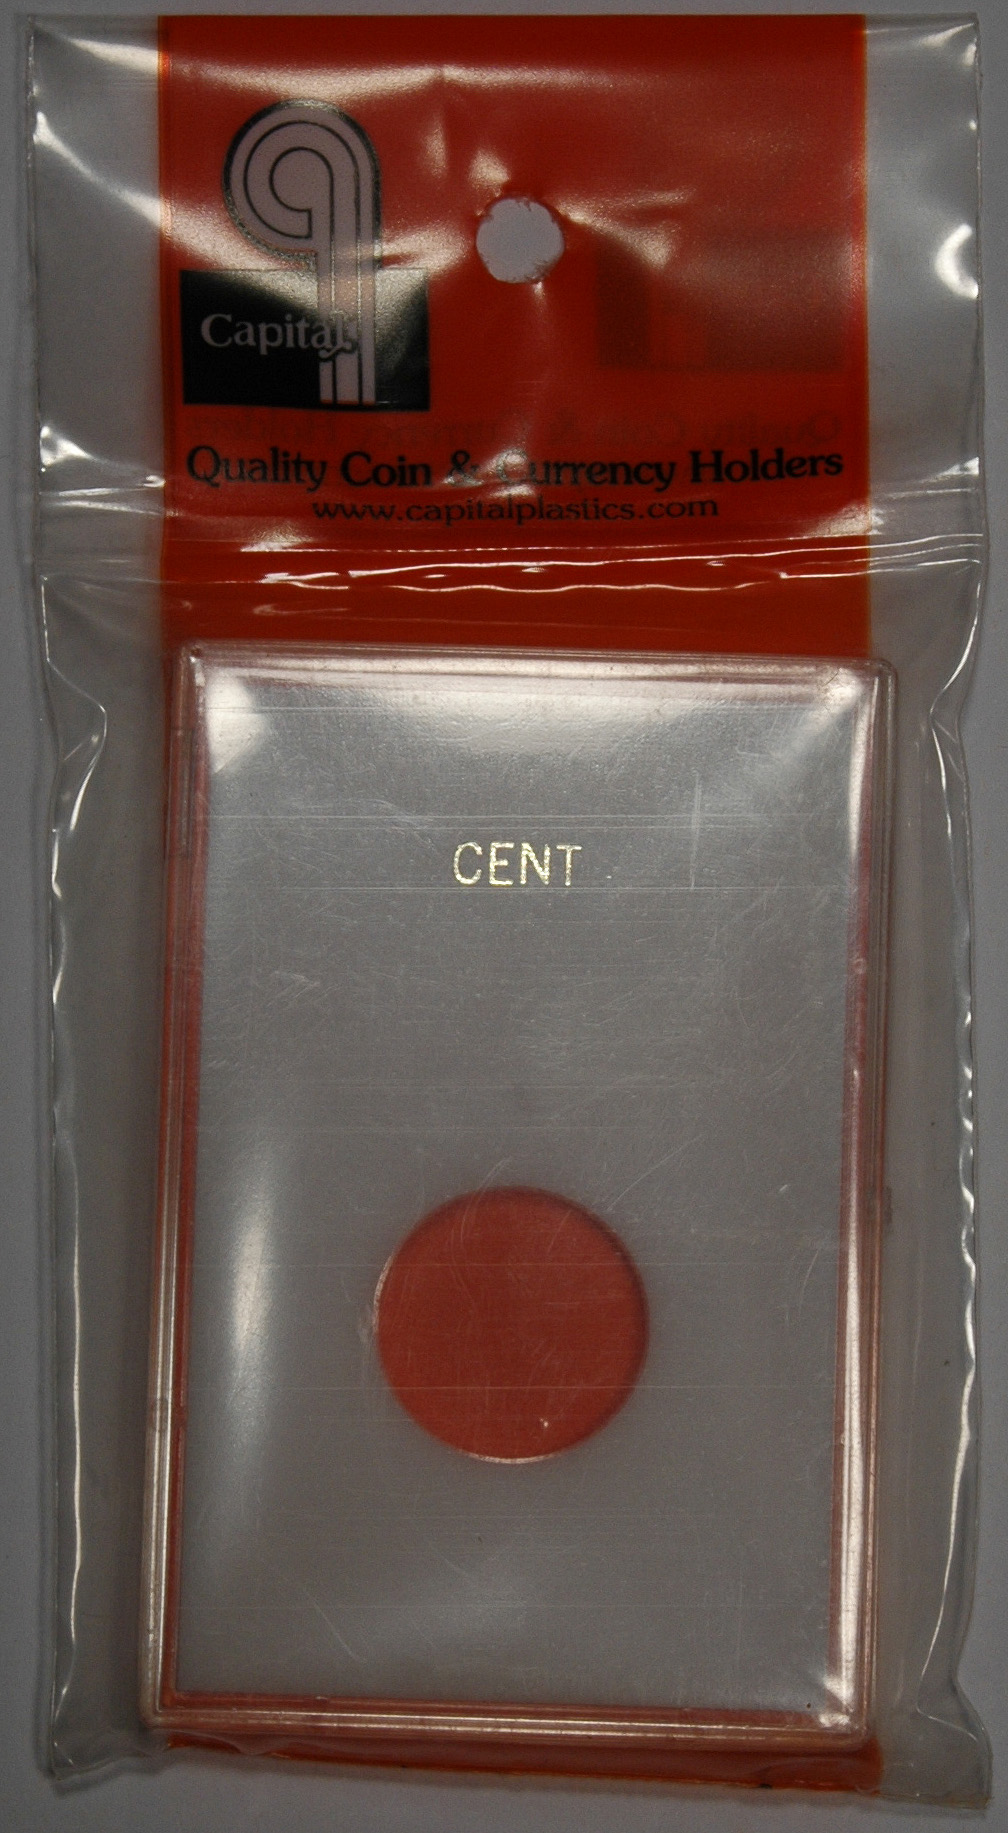 Capital
Quality Coin & Currency Holders
www.capitalplastics.com
CENT